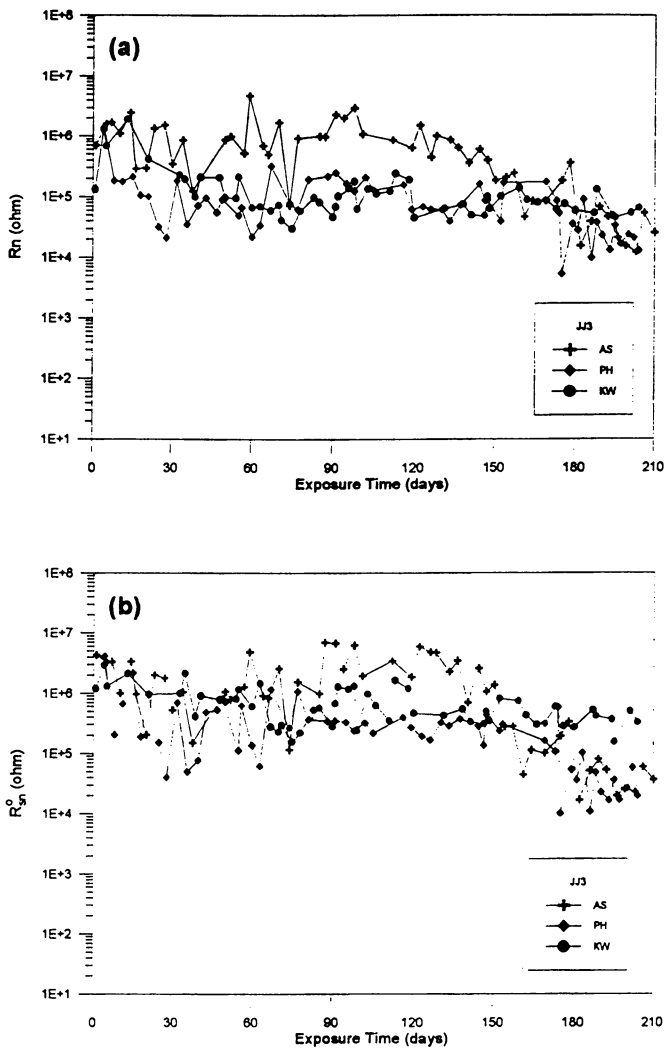 (a)
1E+8
1E+7
1E+6
1E+5
1E+4
1E+3
1E+2
1E+1
Rn (ohm)
0 30 60 90 120 150 180 210
Exposure Time (days)
JJ3
AS
PH
KW
(b)
1E+8
1E+7
1E+6
1E+5
1E+4
1E+3
1E+2
1E+1
R°sn (ohm)
0 30 60 90 120 150 180 210
Exposure Time (days)
JJ3
AS
PH
KW